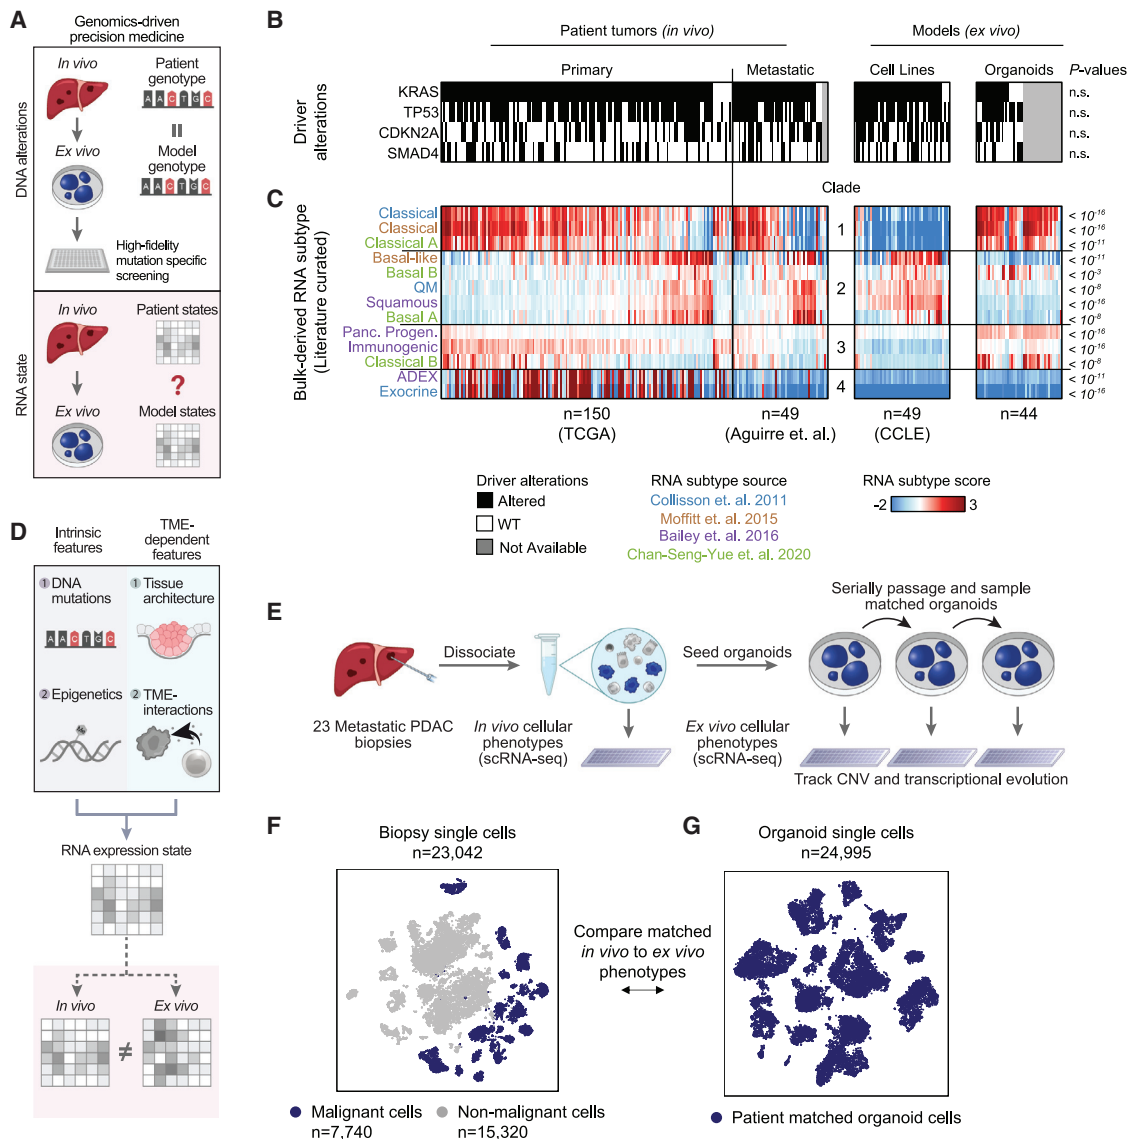 A
Genomics-driven
precision medicine
DNA alterations
In vivo
Patient
genotype
A A C T G C
Ex vivo
Model
genotype
A A C T G C
High-fidelity
mutation specific
screening
RNA state
In vivo
Patient states
?
Ex vivo
Model states
B
Patient tumors (in vivo)
Models (ex vivo)
Primary
Metastatic
Cell Lines
Organoids
P-values
Driver
alterations
KRAS
n.s.
TP53
n.s.
CDKN2A
n.s.
SMAD4
n.s.
C
Clade
Bulk-derived RNA subtype
(Literature curated)
Classical
< 10-16
Classical
1
< 10-16
Classical A
< 10-11
Basal-like
< 10-11
Basal B
< 10-3
QM
2
< 10-8
Squamous
< 10-16
Basal A
< 10-8
Panc. Progen.
< 10-16
Immunogenic
3
< 10-16
Classical B
< 10-8
ADEX
4
< 10-11
Exocrine
< 10-16
n=150
(TCGA)
n=49
(Aguirre et. al.)
n=49
(CCLE)
n=44
Driver alterations
Altered
WT
Not Available
RNA subtype source
Collisson et. al. 2011
Moffitt et. al. 2015
Bailey et. al. 2016
Chan-Seng-Yue et. al. 2020
RNA subtype score
-2
3
D
Intrinsic
features
TME-
dependent
features
1 DNA
mutations
A A C T G C
1 Tissue
architecture
2 Epigenetics
2 TME-
interactions
RNA expression state
In vivo
Ex vivo
≠
E
Dissociate
Seed organoids
Serially passage and sample
matched organoids
23 Metastatic PDAC
biopsies
In vivo cellular
phenotypes
(scRNA-seq)
Ex vivo cellular
phenotypes
(scRNA-seq)
Track CNV and transcriptional evolution
F
Biopsy single cells
n=23,042
Malignant cells
n=7,740
Non-malignant cells
n=15,320
Compare matched
in vivo to ex vivo
phenotypes
G
Organoid single cells
n=24,995
Patient matched organoid cells